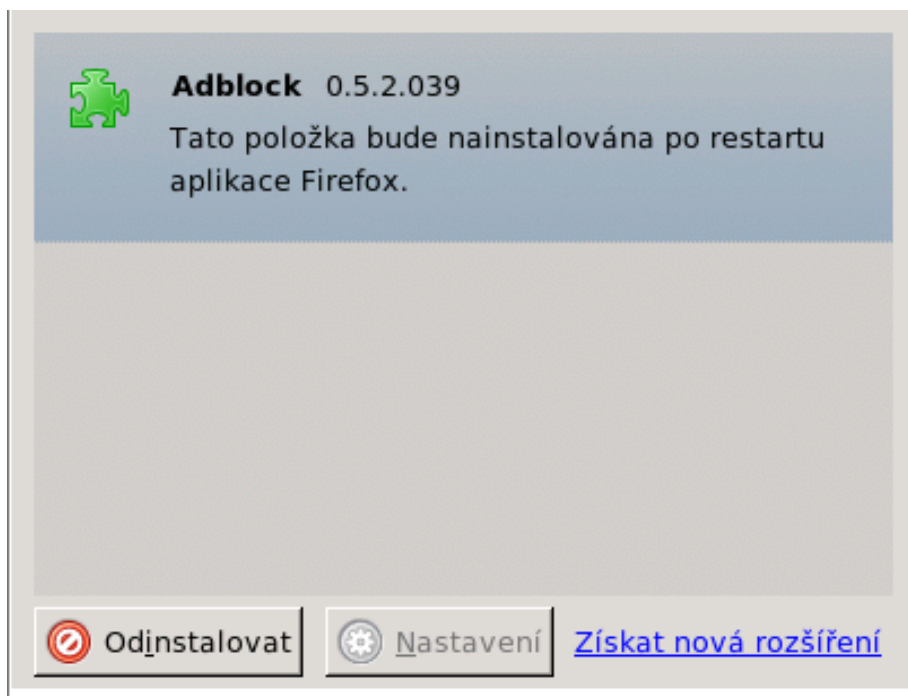 Adblock 0.5.2.039
Tato položka bude nainstalována po restartu
aplikace Firefox.
Odinstalovat Nastavení Získat nová rozšíření